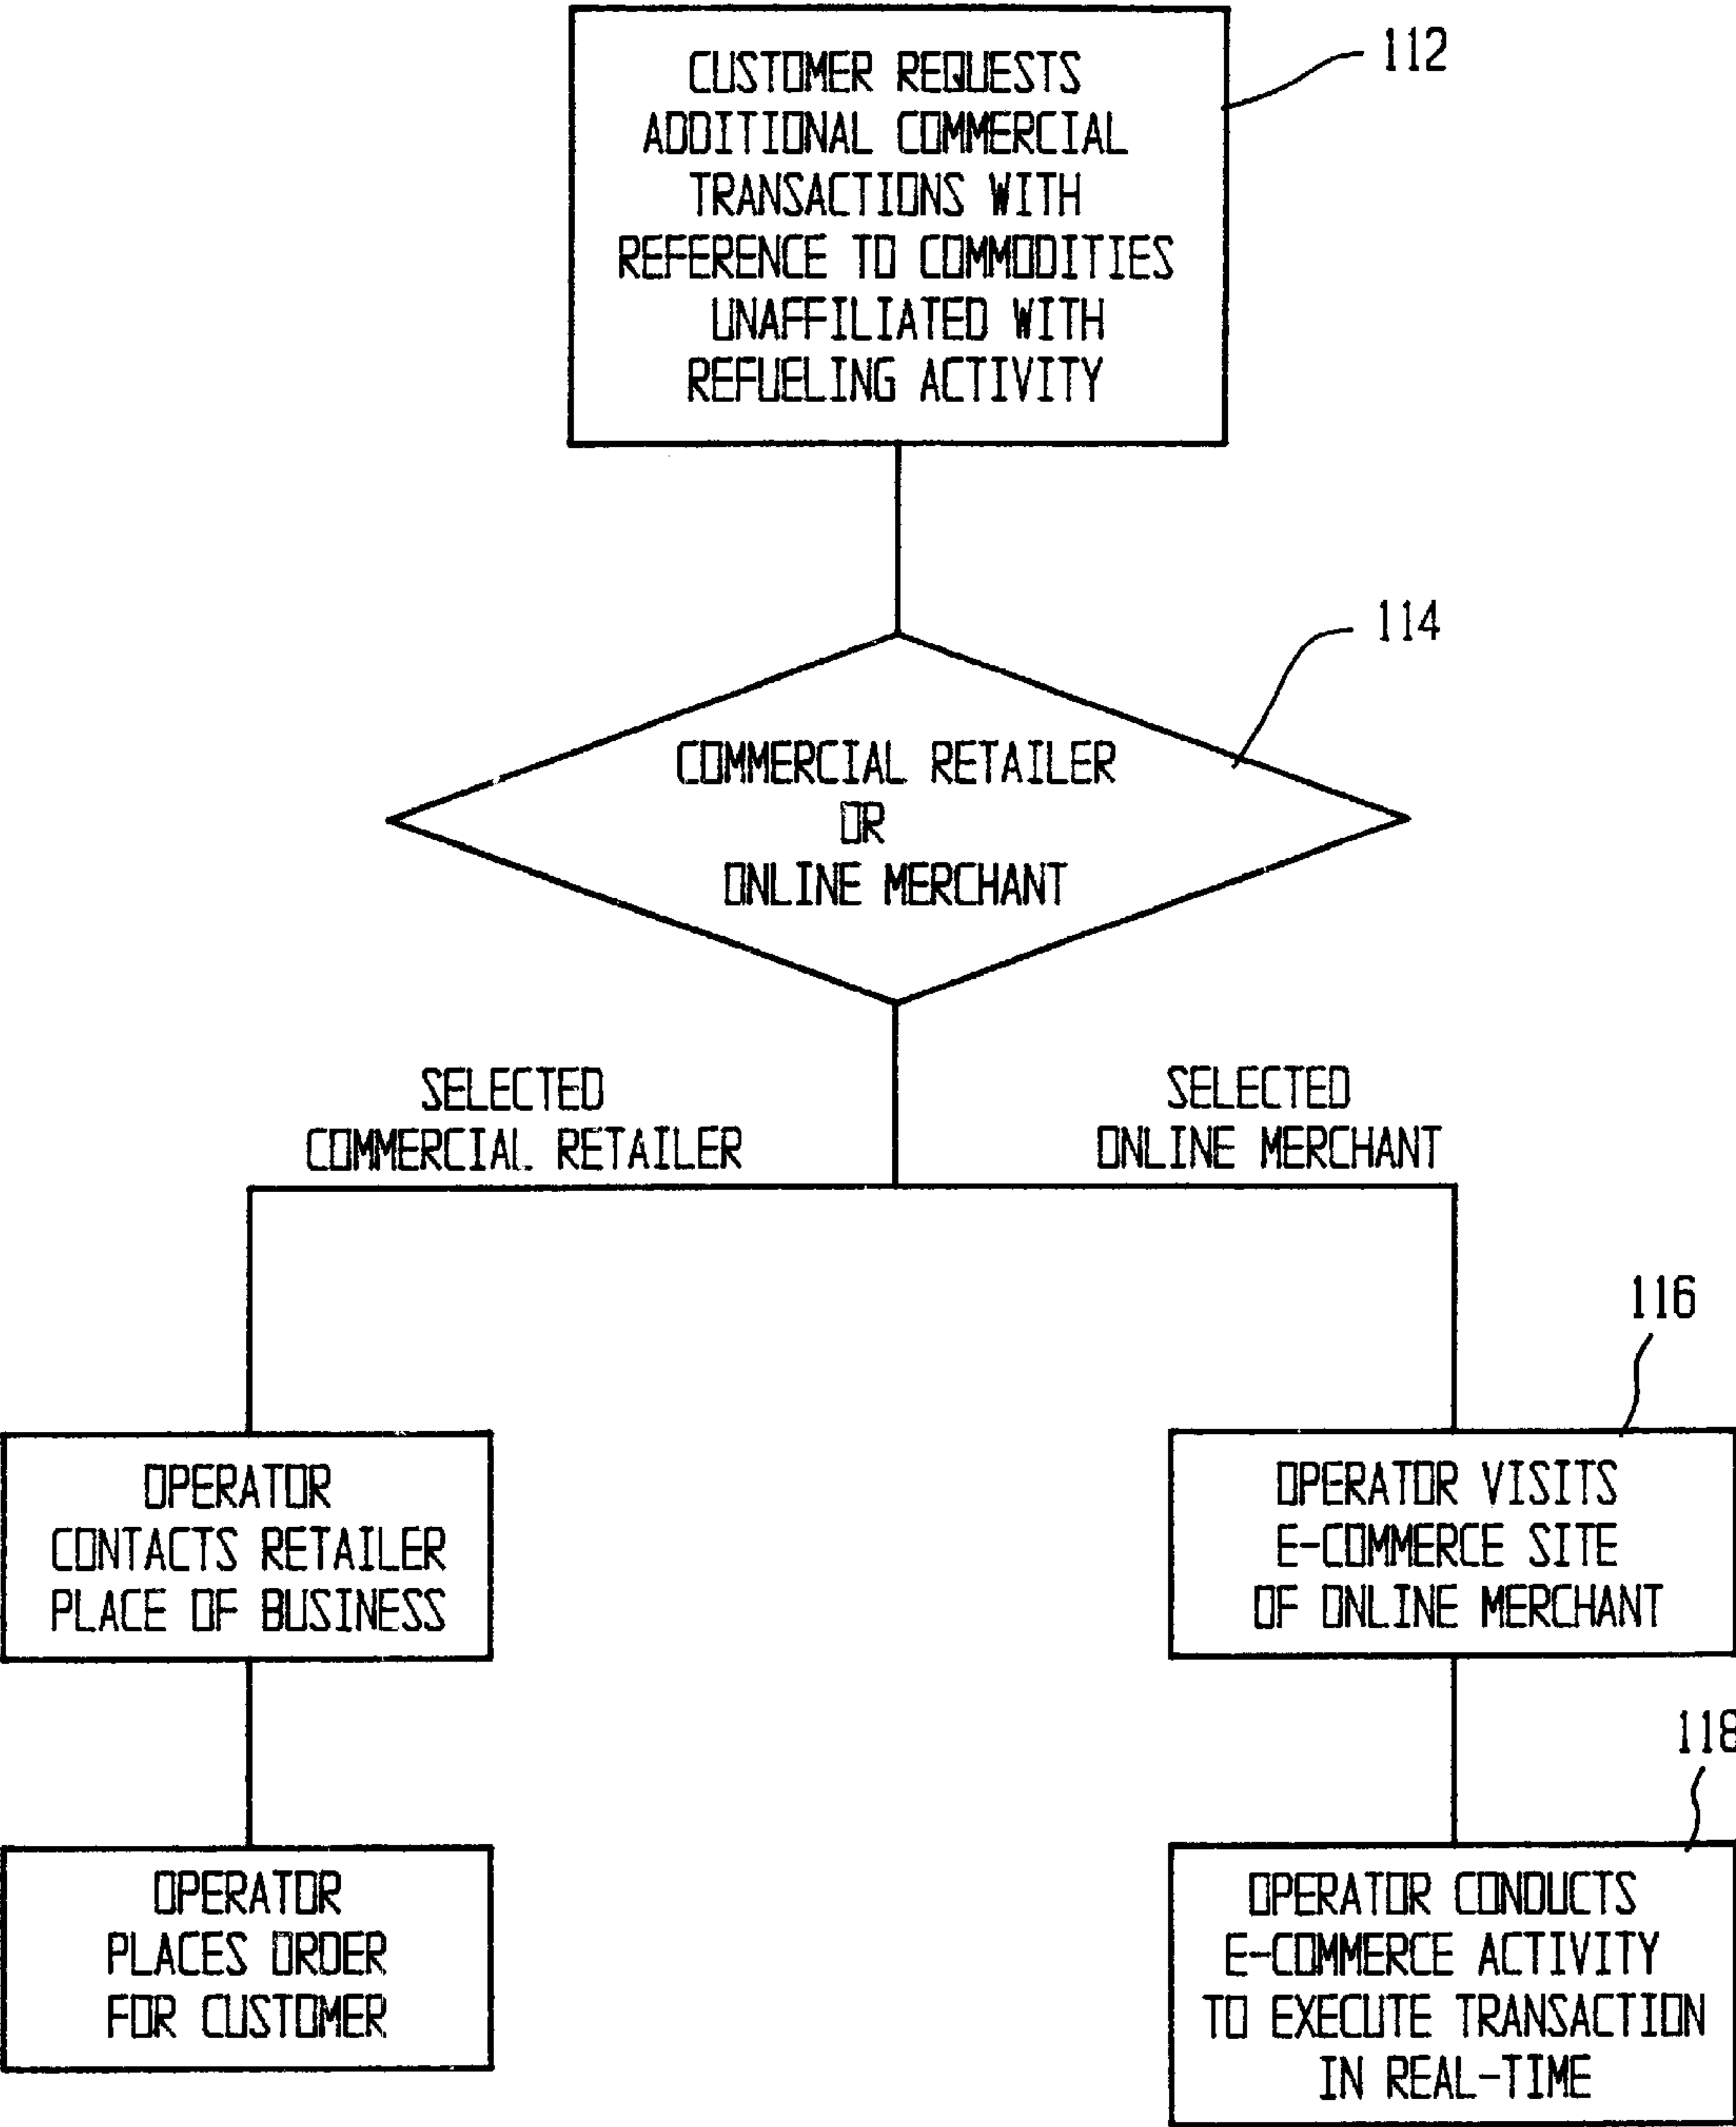 CUSTOMER REQUESTS
ADDITIONAL COMMERCIAL
TRANSACTIONS WITH
REFERENCE TO COMMODITIES
UNAFFILIATED WITH
REFUELING ACTIVITY
112
114
COMMERCIAL RETAILER
OR
ONLINE MERCHANT
SELECTED
COMMERCIAL RETAILER
SELECTED
ONLINE MERCHANT
116
OPERATOR
CONTACTS RETAILER
PLACE OF BUSINESS
OPERATOR VISITS
E-COMMERCE SITE
OF ONLINE MERCHANT
118
OPERATOR
PLACES ORDER
FOR CUSTOMER
OPERATOR CONDUCTS
E-COMMERCE ACTIVITY
TO EXECUTE TRANSACTION
IN REAL-TIME